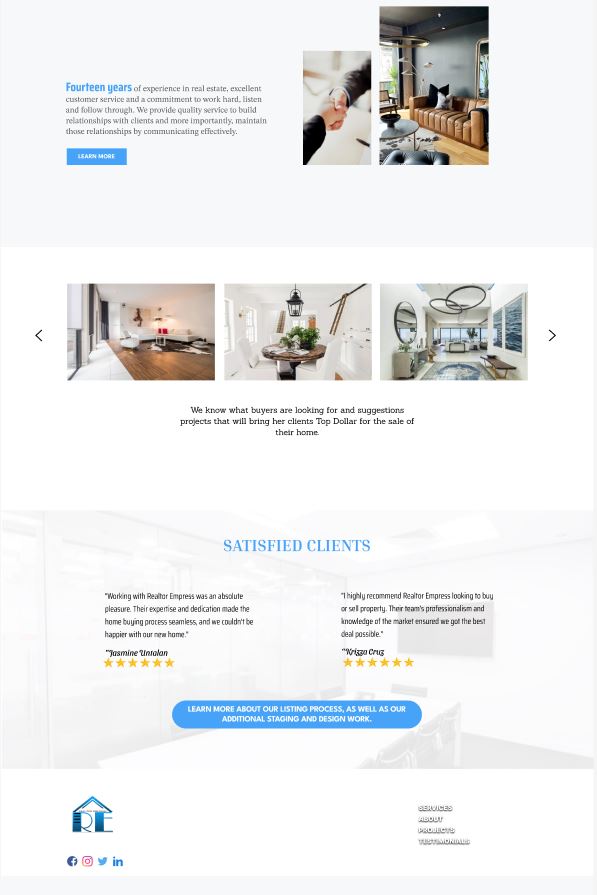 Fourteen years of experience in real estate, excellent
customer service and a commitment to work hard, listen
and follow through. We provide quality service to build
relationships with clients and more importantly, maintain
those relationships by communicating effectively.
LEARN MORE
We know what buyers are looking for and suggestions
projects that will bring her clients Top Dollar for the sale of
their home.
SATISFIED CLIENTS
"Working with Realtor Empress was an absolute
pleasure. Their expertise and dedication made the
home buying process seamless, and we couldn't be
happier with our new home."
"Jasmine Untalan
"I highly recommend Realtor Empress looking to buy
or sell property. Their team's professionalism and
knowledge of the market ensured we got the best
deal possible."
"Krizza Cruz
LEARN MORE ABOUT OUR LISTING PROCESS, AS WELL AS OUR
ADDITIONAL STAGING AND DESIGN WORK.
RE
SERVICES
ABOUT
PROJECTS
TESTIMONIALS